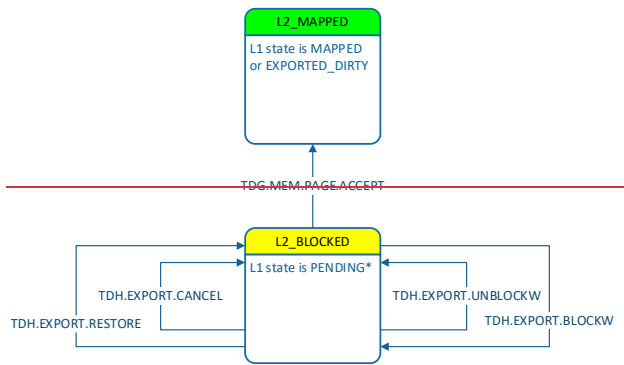 L2_MAPPED
L1 state is MAPPED
or EXPORTED_DIRTY
TDG.MEM.PAGE.ACCEPT
L2_BLOCKED
L1 state is PENDING*
TDH.EXPORT.CANCEL
TDH.EXPORT.UNBLOCKW
TDH.EXPORT.RESTORE
TDH.EXPORT.BLOCKW